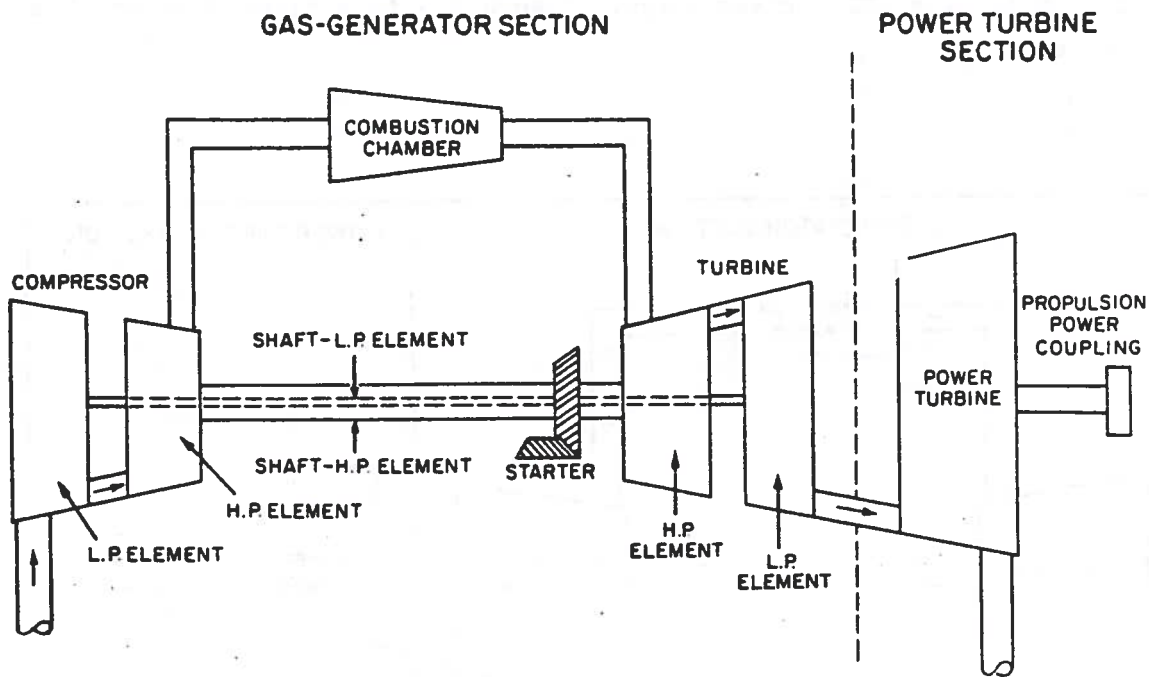 GAS-GENERATOR SECTION
POWER TURBINE
SECTION
COMBUSTION
CHAMBER
COMPRESSOR
TURBINE
PROPULSION
POWER
COUPLING
SHAFT-L.P. ELEMENT
POWER
TURBINE
SHAFT-H.P. ELEMENT
STARTER
H.P. ELEMENT
L.P. ELEMENT
H.P
ELEMENT
L.P.
ELEMENT